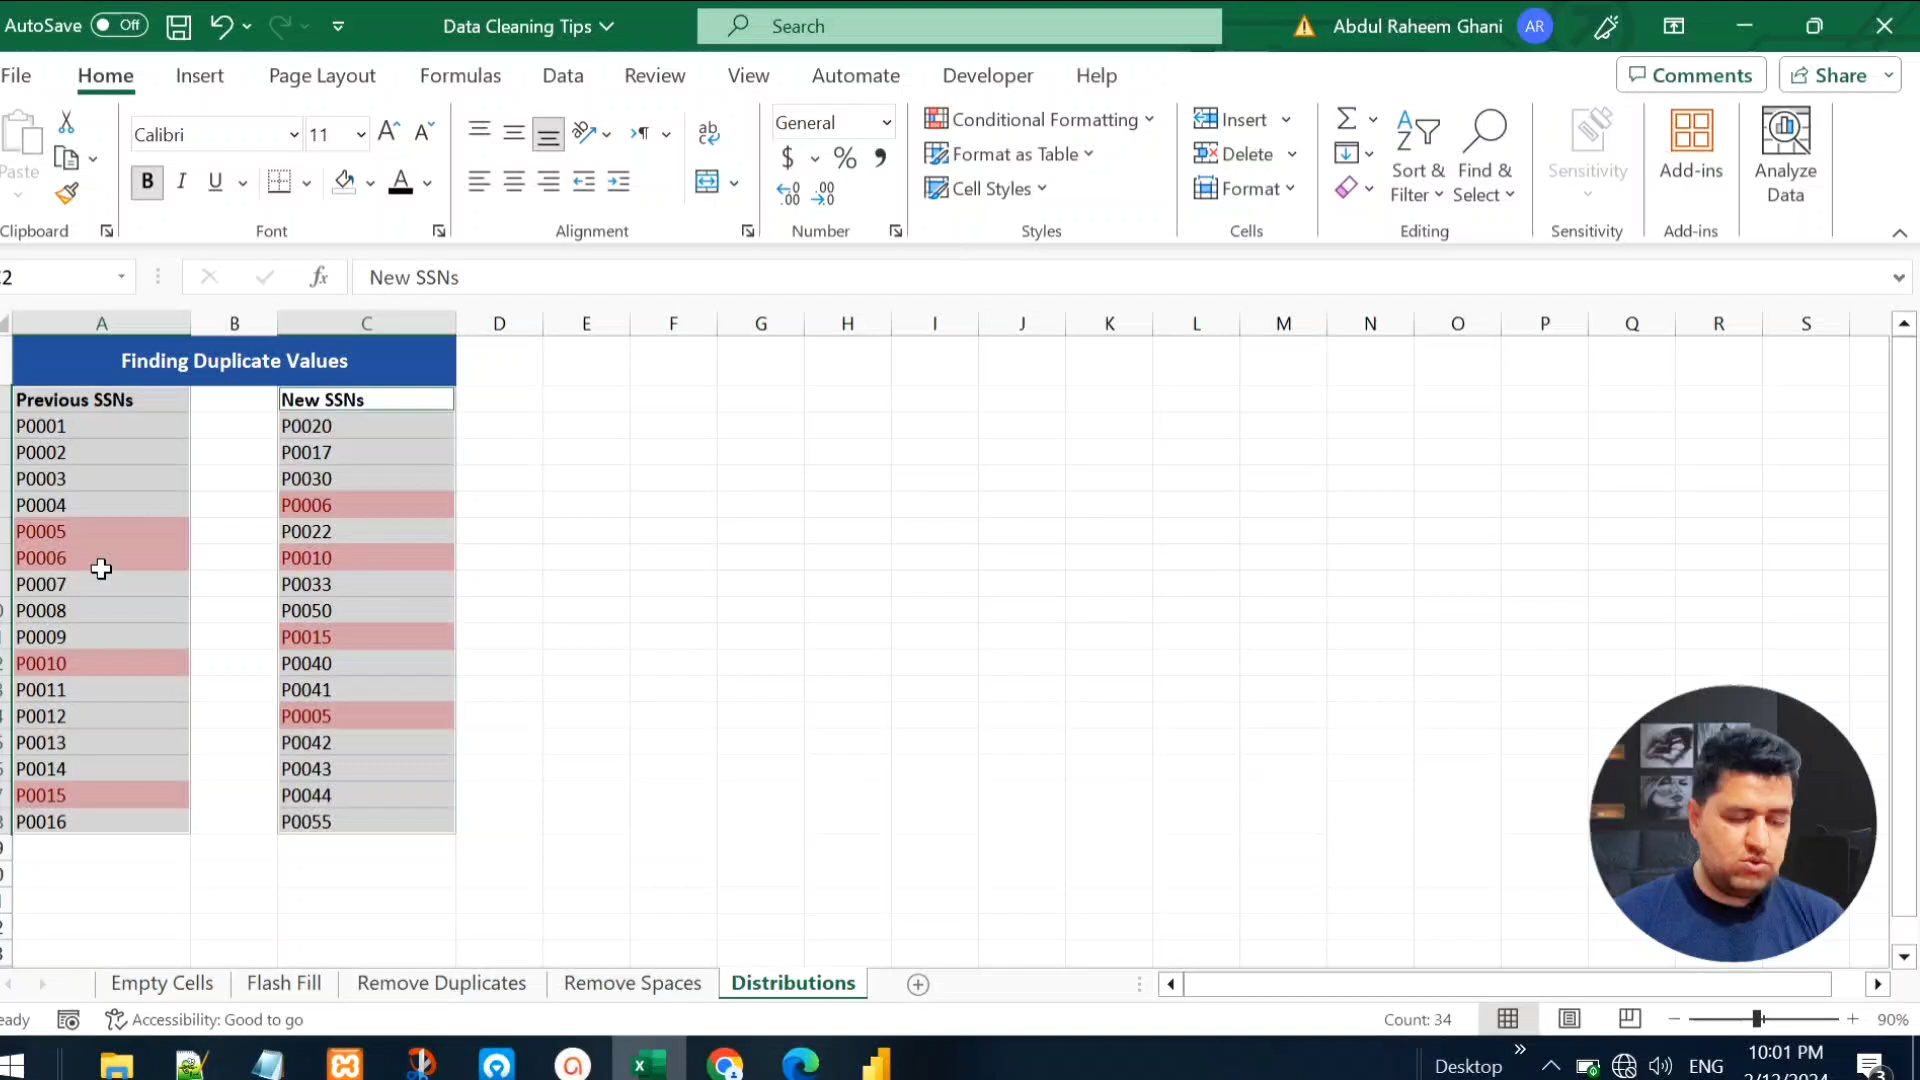 AutoSave Off Data Cleaning Tips Search Abdul Raheem Ghani AR
File Home Insert Page Layout Formulas Data Review View Automate Developer Help Comments Share
Paste Calibri 11 ab General Conditional Formatting Insert Sort & Filter Find & Select Sensitivity Add-ins Analyze Data
$ % Format as Table Delete
B I U A Cell Styles Format
Clipboard Font Alignment Number Styles Cells Editing Sensitivity Add-ins
2 fx New SSNs
A B C D E F G H I J K L M N O P Q R S
Finding Duplicate Values
Previous SSNs New SSNs
P0001 P0020
P0002 P0017
P0003 P0030
P0004 P0006
P0005 P0022
P0006 P0010
P0007 P0033
P0008 P0050
P0009 P0015
P0010 P0040
P0011 P0041
P0012 P0005
P0013 P0042
P0014 P0043
P0015 P0044
P0016 P0055
Empty Cells Flash Fill Remove Duplicates Remove Spaces Distributions
eady Accessibility: Good to go Count: 34 90%
Desktop ENG 10:01 PM